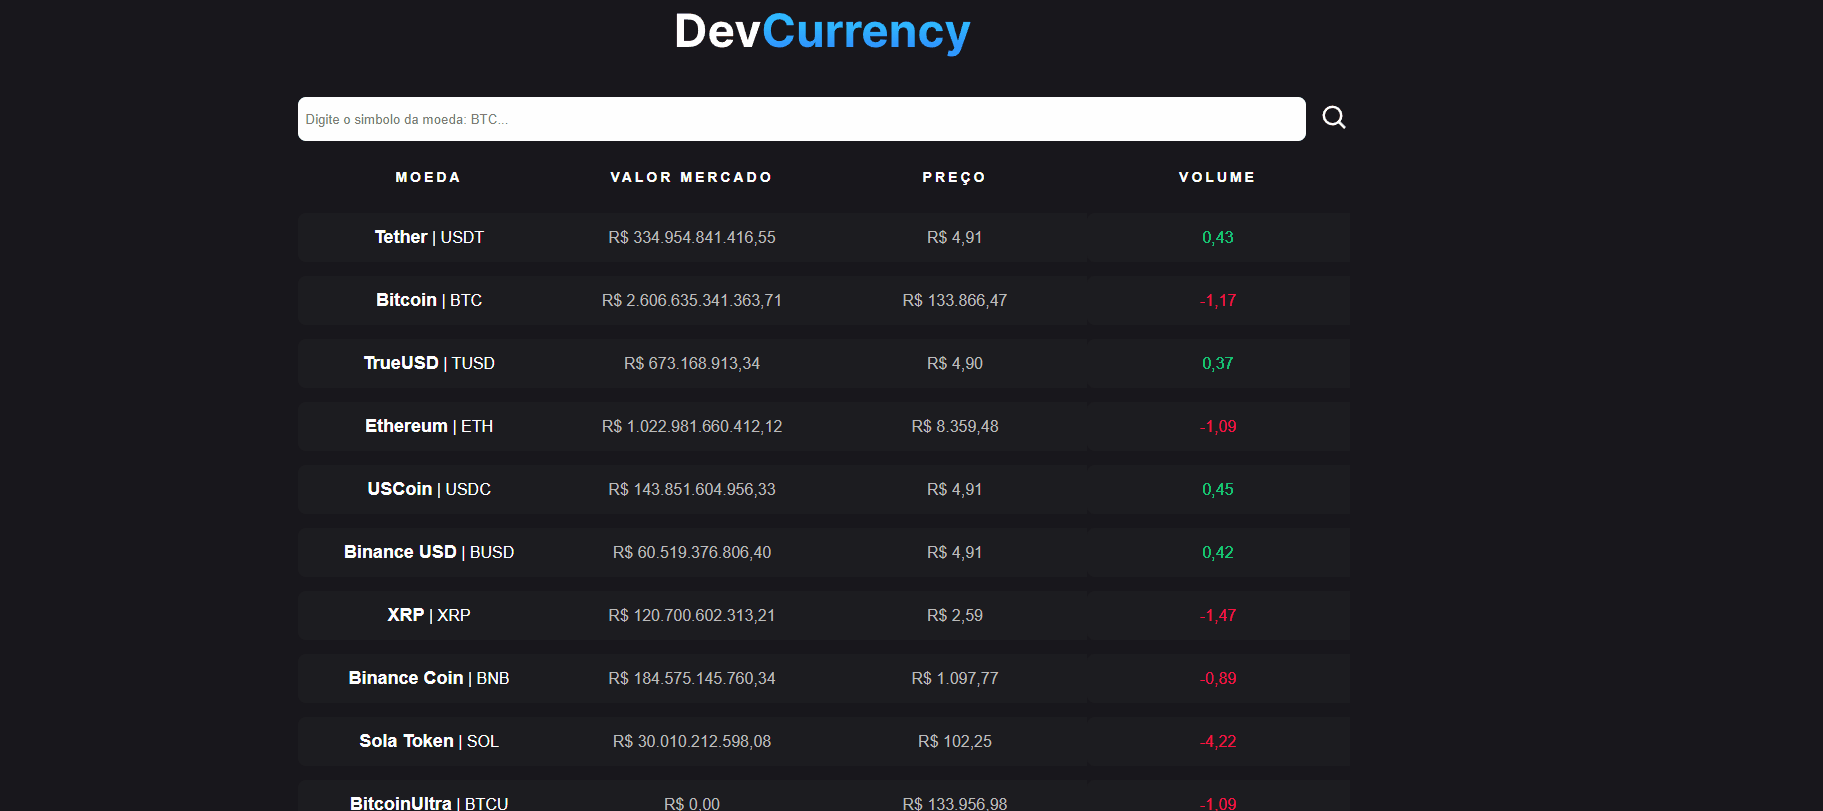 DevCurrency
Digite o simbolo da moeda: BTC...
MOEDA VALOR MERCADO PREÇO VOLUME
Tether | USDT R$ 334.954.841.416,55 R$ 4,91 0,43
Bitcoin | BTC R$ 2.606.635.341.363,71 R$ 133.866,47 -1,17
TrueUSD | TUSD R$ 673.168.913,34 R$ 4,90 0,37
Ethereum | ETH R$ 1.022.981.660.412,12 R$ 8.359,48 -1,09
USCoin | USDC R$ 143.851.604.956,33 R$ 4,91 0,45
Binance USD | BUSD R$ 60.519.376.806,40 R$ 4,91 0,42
XRP | XRP R$ 120.700.602.313,21 R$ 2,59 -1,47
Binance Coin | BNB R$ 184.575.145.760,34 R$ 1.097,77 -0,89
Sola Token | SOL R$ 30.010.212.598,08 R$ 102,25 -4,22
BitcoinUltra | BTCU R$ 0,00 R$ 133.956,98 -1,09